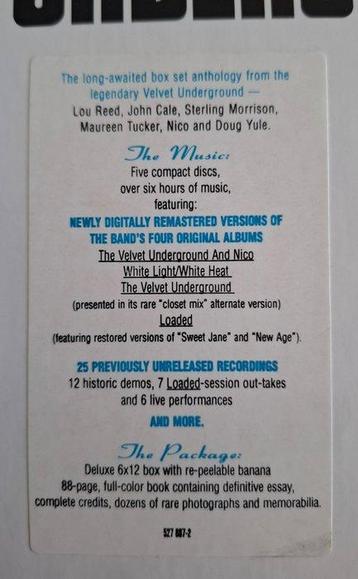 The long-awaited box set anthology from the
legendary Velvet Underground —
Lou Reed, John Cale, Sterling Morrison,
Maureen Tucker, Nico and Doug Yule.
The Music:
Five compact discs,
over six hours of music,
featuring:
NEWLY DIGITALLY REMASTERED VERSIONS OF
THE BAND'S FOUR ORIGINAL ALBUMS
The Velvet Underground And Nico
White Light/White Heat
The Velvet Underground
(presented in its rare "closet mix" alternate version)
Loaded
(featuring restored versions of "Sweet Jane" and "New Age").
25 PREVIOUSLY UNRELEASED RECORDINGS
12 historic demos, 7 Loaded-session out-takes
and 6 live performances
AND MORE.
The Package:
Deluxe 6x12 box with re-peelable banana
88-page, full-color book containing definitive essay,
complete credits, dozens of rare photographs and memorabilia.
527 887-2